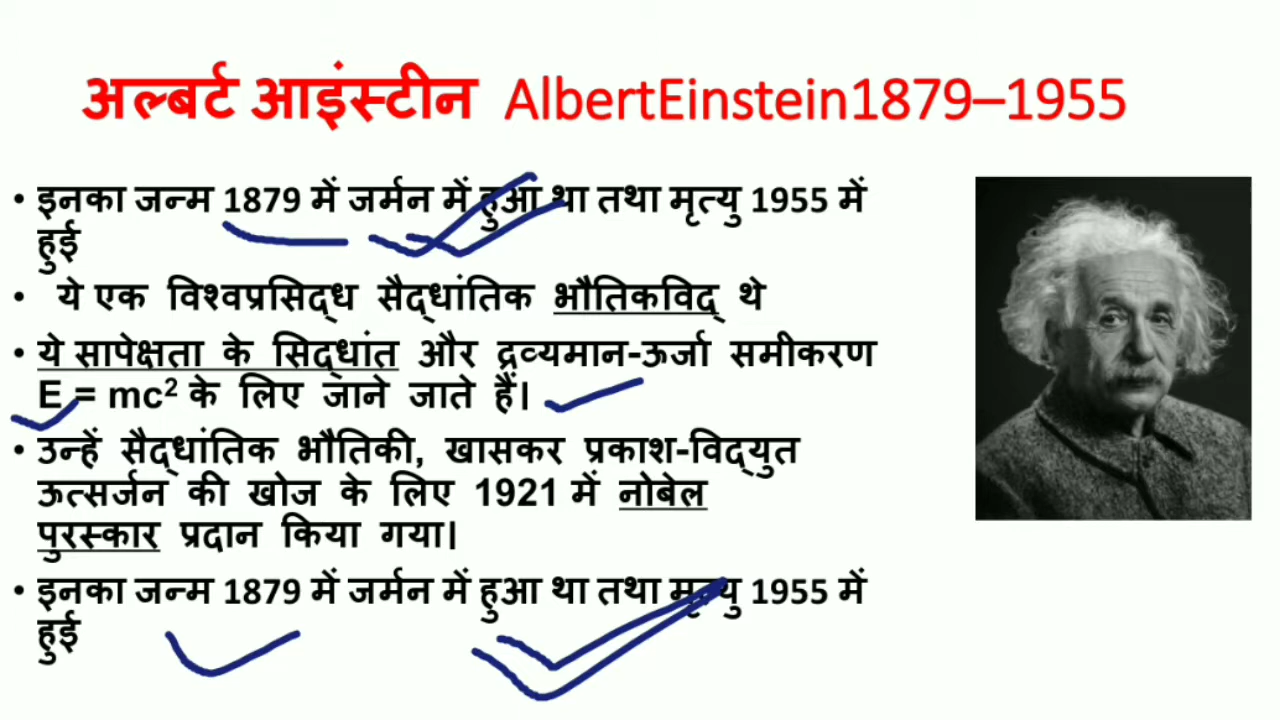 अल्बर्ट आइंस्टीन AlbertEinstein1879–1955
• इनका जन्म 1879 में जर्मन में हुआ था तथा मृत्यु 1955 में
हुई
• ये एक विश्वप्रसिद्ध सैद्धांतिक भौतिकविद् थे
• ये सापेक्षता के सिद्धांत और द्रव्यमान-ऊर्जा समीकरण
E = mc² के लिए जाने जाते हैं।
• उन्हें सैद्धांतिक भौतिकी, खासकर प्रकाश-विद्युत
ऊत्सर्जन की खोज के लिए 1921 में नोबेल
पुरस्कार प्रदान किया गया।
• इनका जन्म 1879 में जर्मन में हुआ था तथा मृत्यु 1955 में
हुई